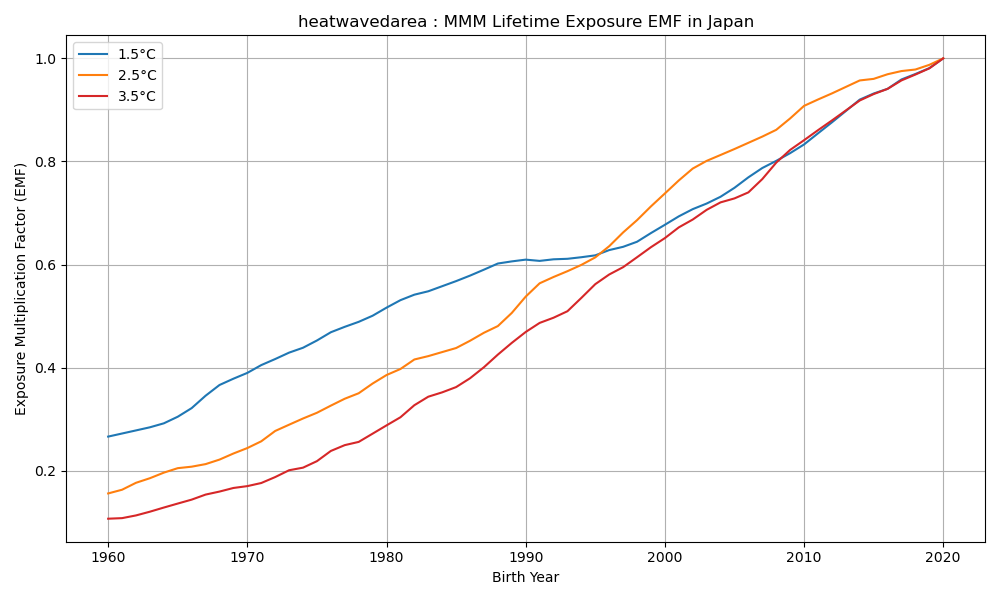 heatwavedarea : MMM Lifetime Exposure EMF in Japan
1.5°C
2.5°C
3.5°C
Exposure Multiplication Factor (EMF)
1.0
0.8
0.6
0.4
0.2
1960 1970 1980 1990 2000 2010 2020
Birth Year